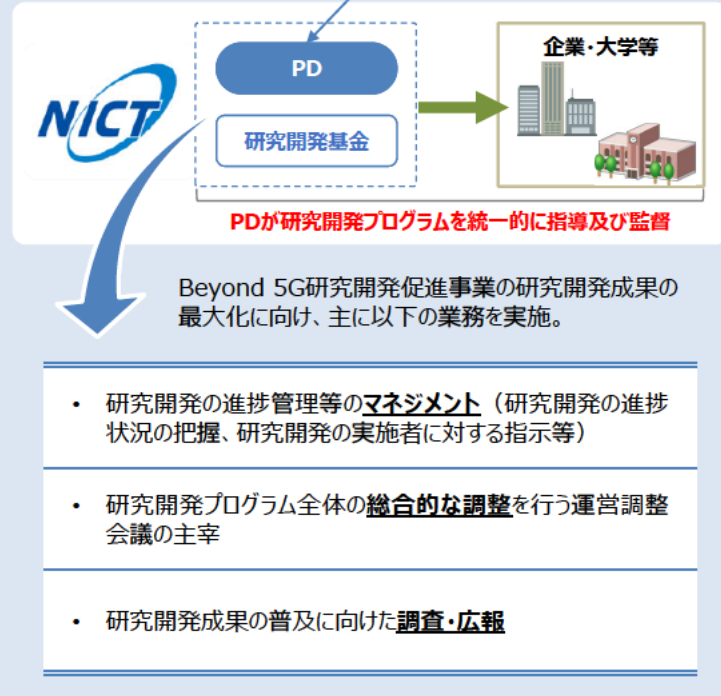 企業・大学等
PD
NICT
研究開発基金
PDが研究開発プログラムを統一的に指導及び監督
Beyond 5G研究開発促進事業の研究開発成果の
最大化に向け、主に以下の業務を実施。
・ 研究開発の進捗管理等のマネジメント（研究開発の進捗
状況の把握、研究開発の実施者に対する指示等）
・ 研究開発プログラム全体の総合的な調整を行う運営調整
会議の主宰
・ 研究開発成果の普及に向けた調査・広報